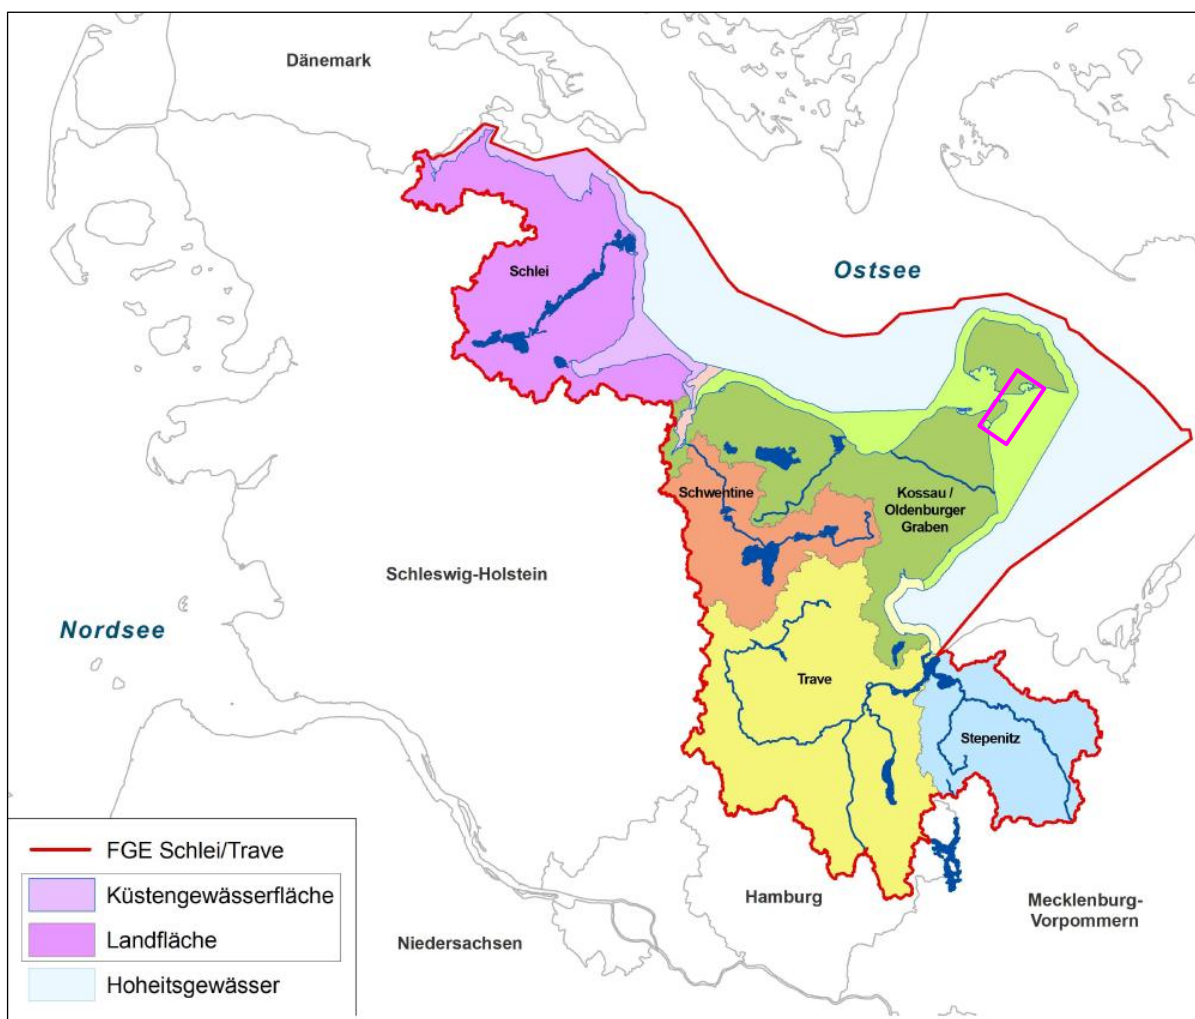 Dänemark
Schlei
Ostsee
Schwentine
Kossau /
Oldenburger
Graben
Schleswig-Holstein
Nordsee
Trave
Stepenitz
Hamburg
Mecklenburg-
Vorpommern
Niedersachsen
FGE Schlei/Trave
Küstengewässerfläche
Landfläche
Hoheitsgewässer